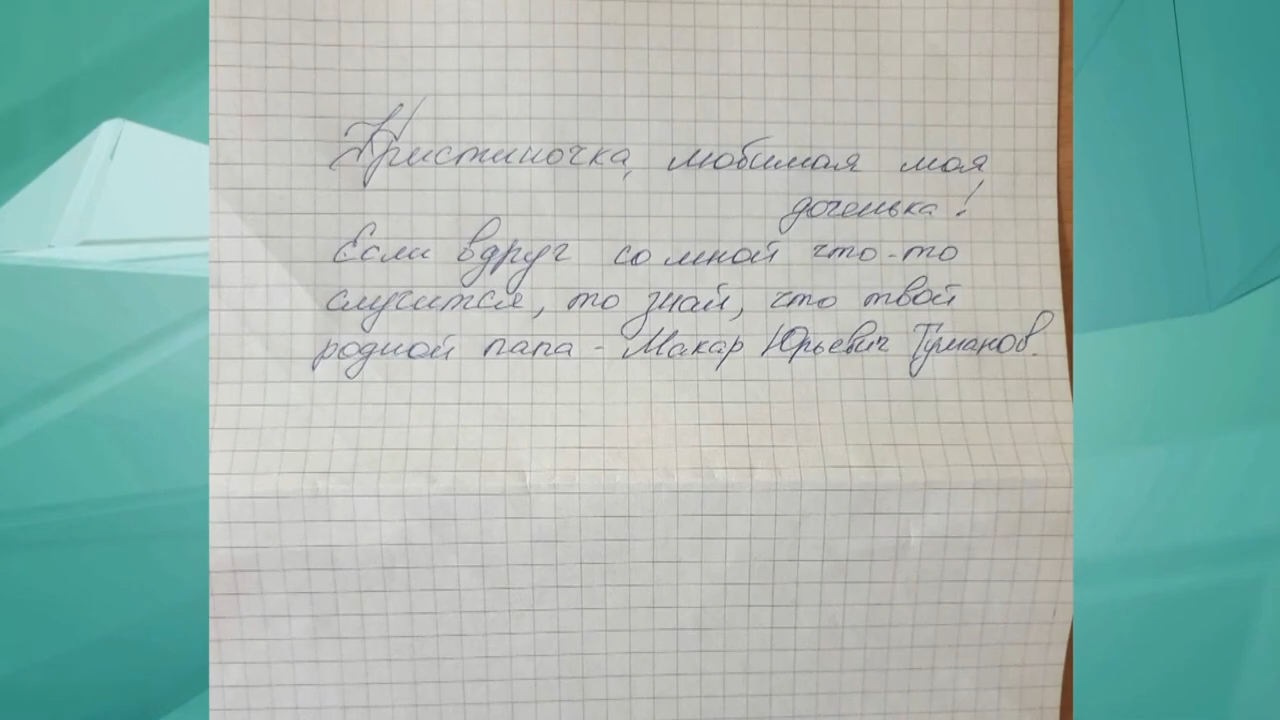 Кристиночка, любимая моя
доченька!
Если вдруг со мной что-то
случится, то знай, что твой
родной папа - Макар Юрьевич Туманов.